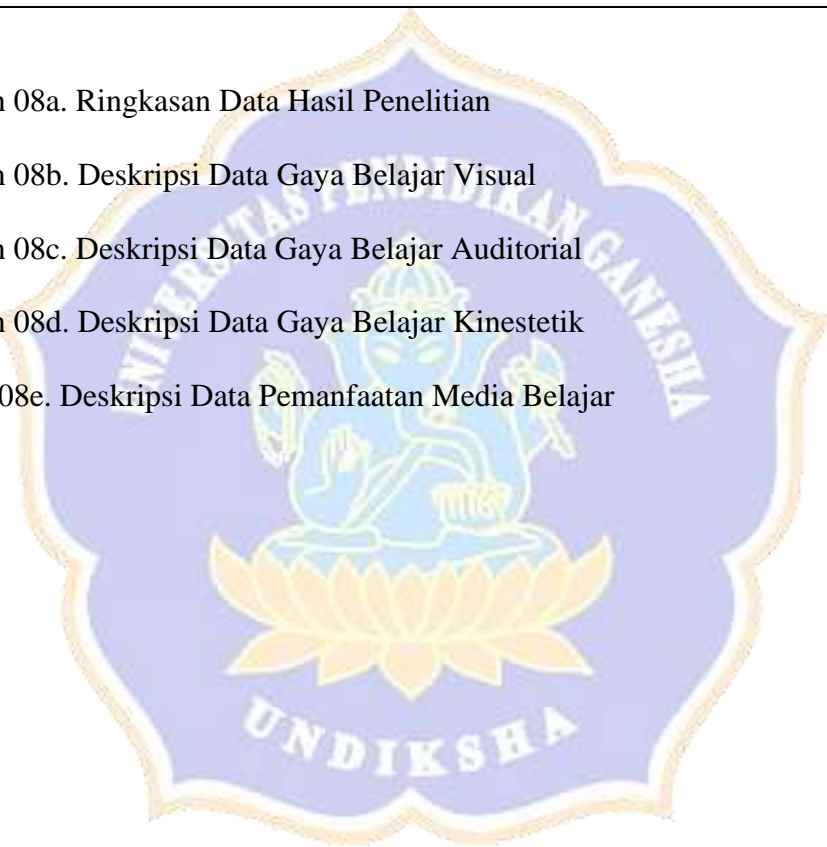 n 08a. Ringkasan Data Hasil Penelitian
n 08b. Deskripsi Data Gaya Belajar Visual
n 08c. Deskripsi Data Gaya Belajar Auditorial
n 08d. Deskripsi Data Gaya Belajar Kinestetik
08e. Deskripsi Data Pemanfaatan Media Belajar
UNIVERSITAS PENDIDIKAN GANESHA
UNDIKSHA